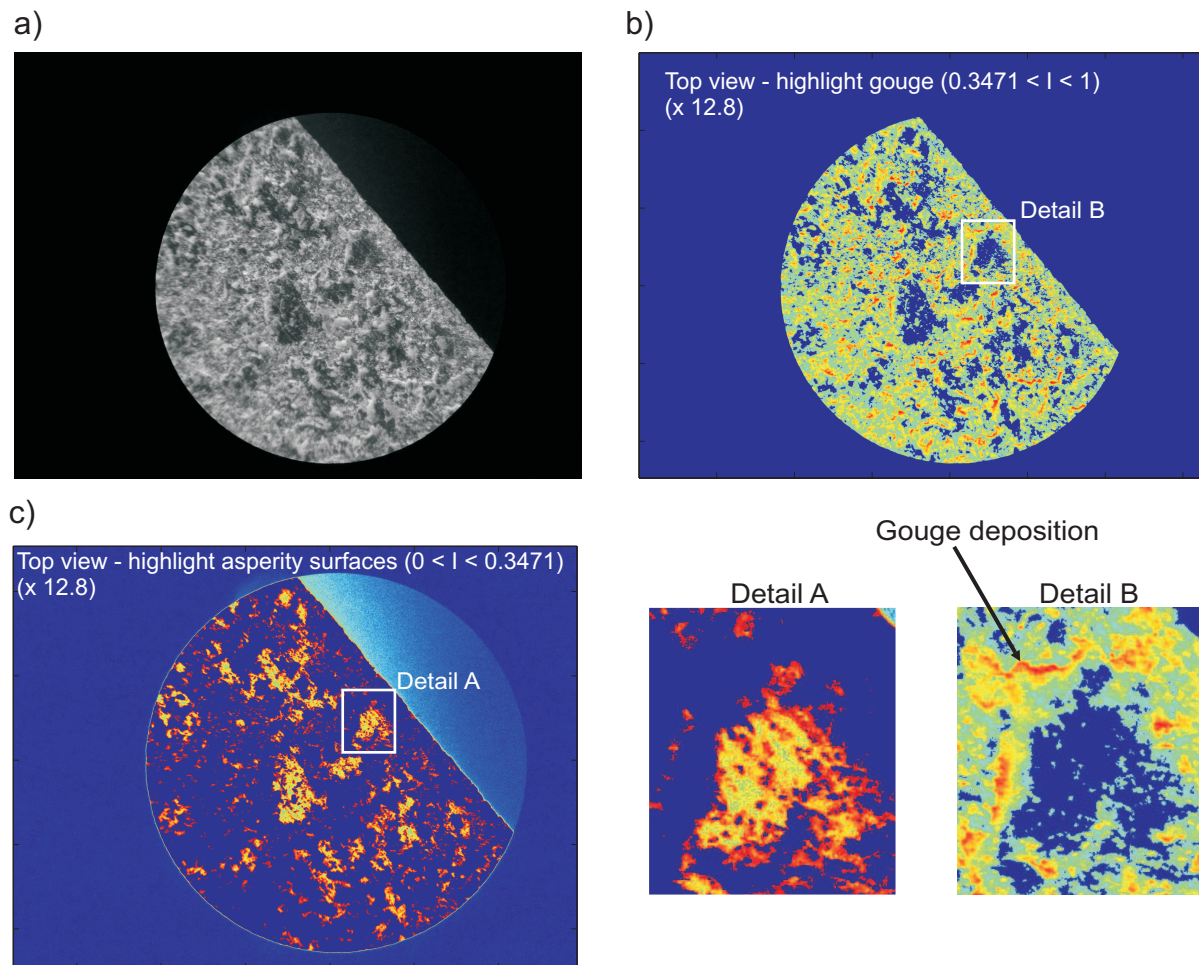 a)
b)
Top view - highlight gouge (0.3471 < I < 1)
(x 12.8)
Detail B
c)
Top view - highlight asperity surfaces (0 < I < 0.3471)
(x 12.8)
Detail A
Gouge deposition
Detail A
Detail B